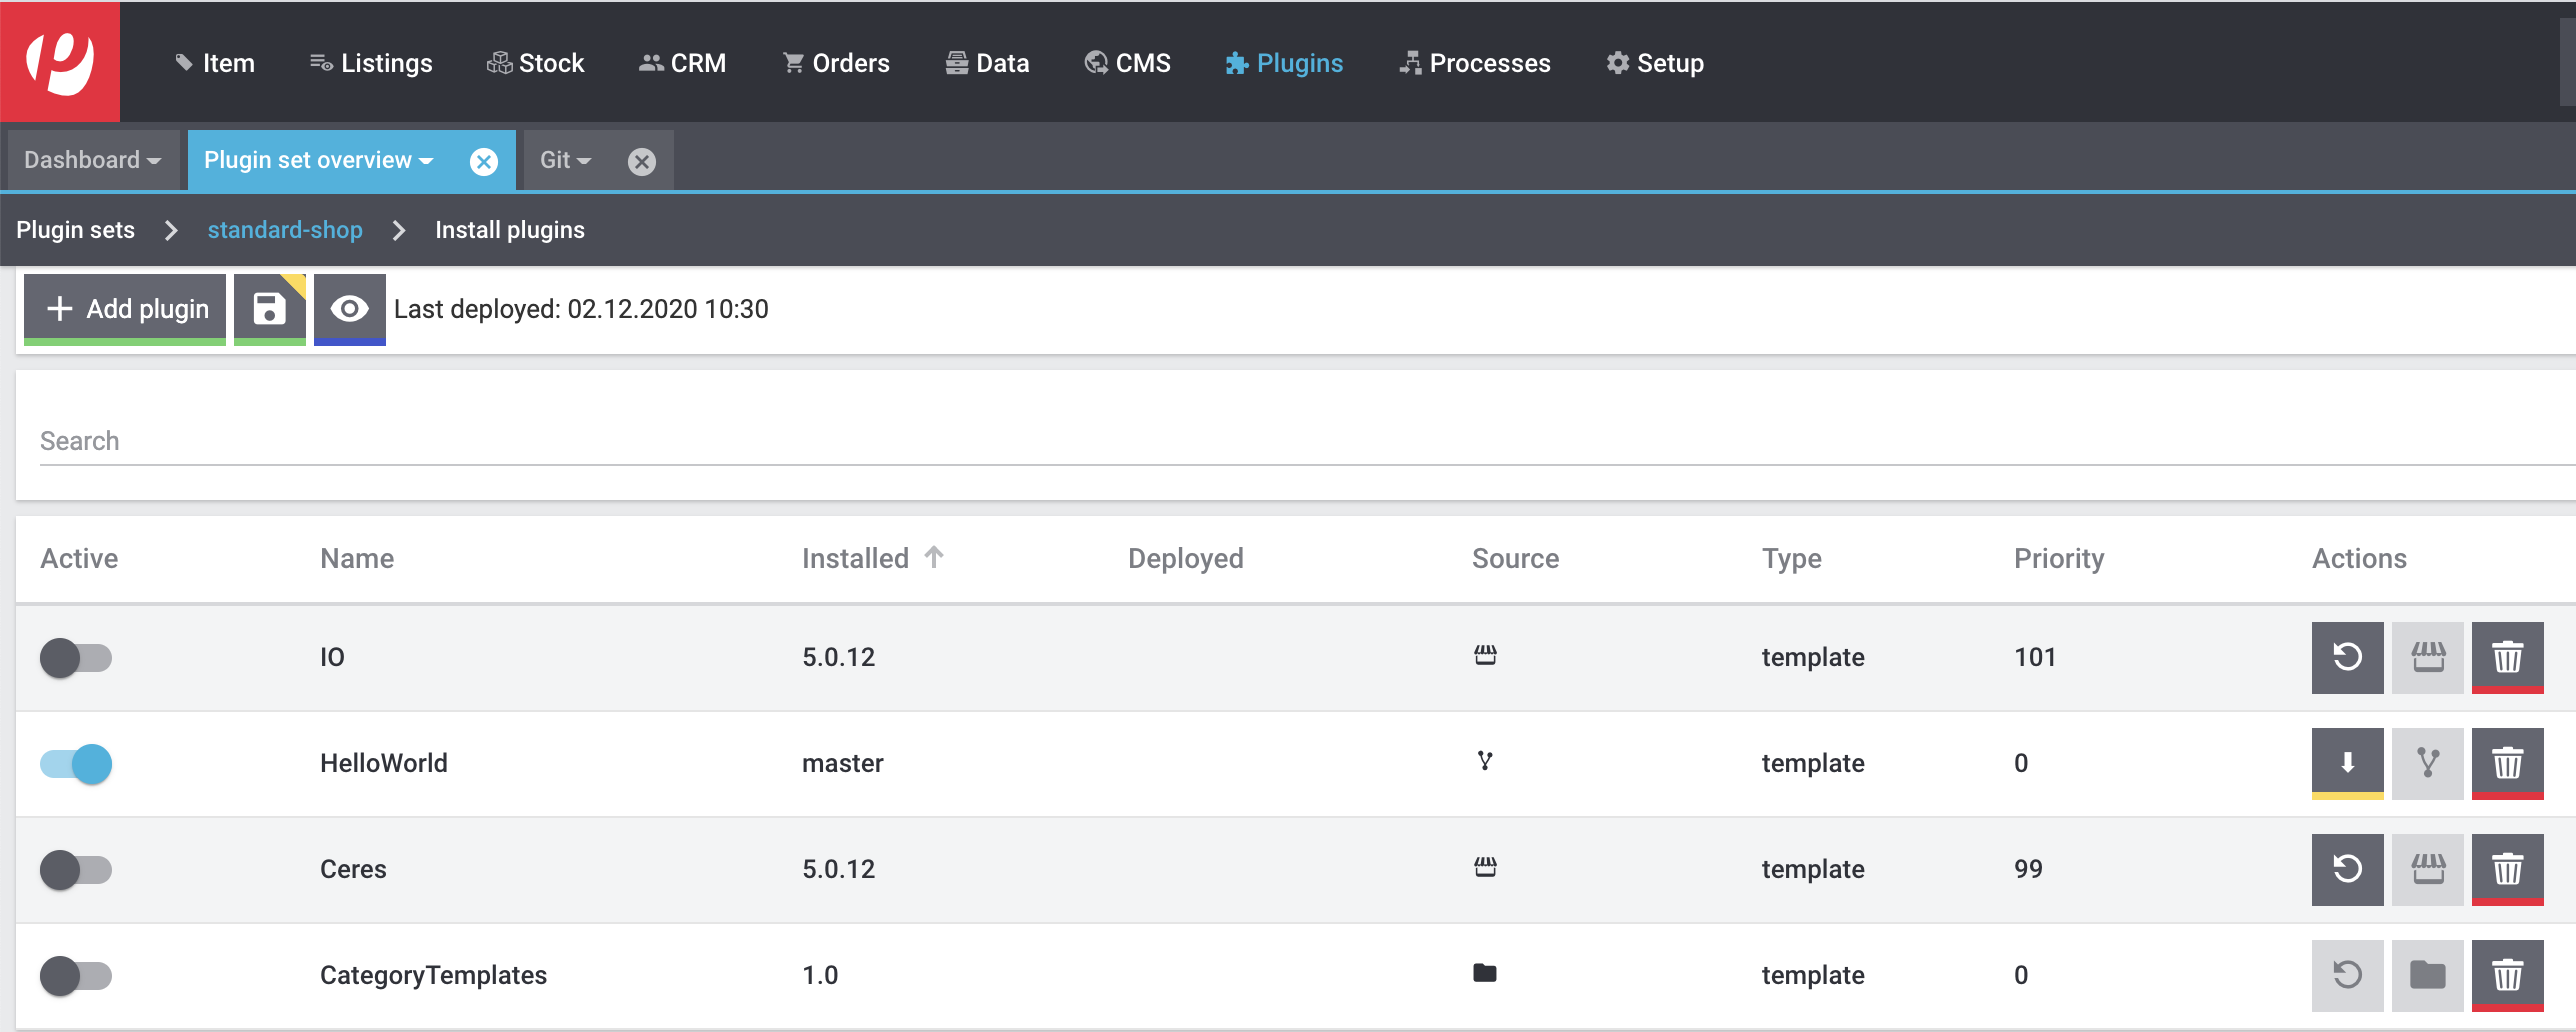 Item Listings Stock CRM Orders Data CMS Plugins Processes Setup
Dashboard Plugin set overview Git
Plugin sets standard-shop Install plugins
Add plugin Last deployed: 02.12.2020 10:30
Search
Active Name Installed Deployed Source Type Priority Actions
IO 5.0.12 template 101
HelloWorld master template 0
Ceres 5.0.12 template 99
CategoryTemplates 1.0 template 0